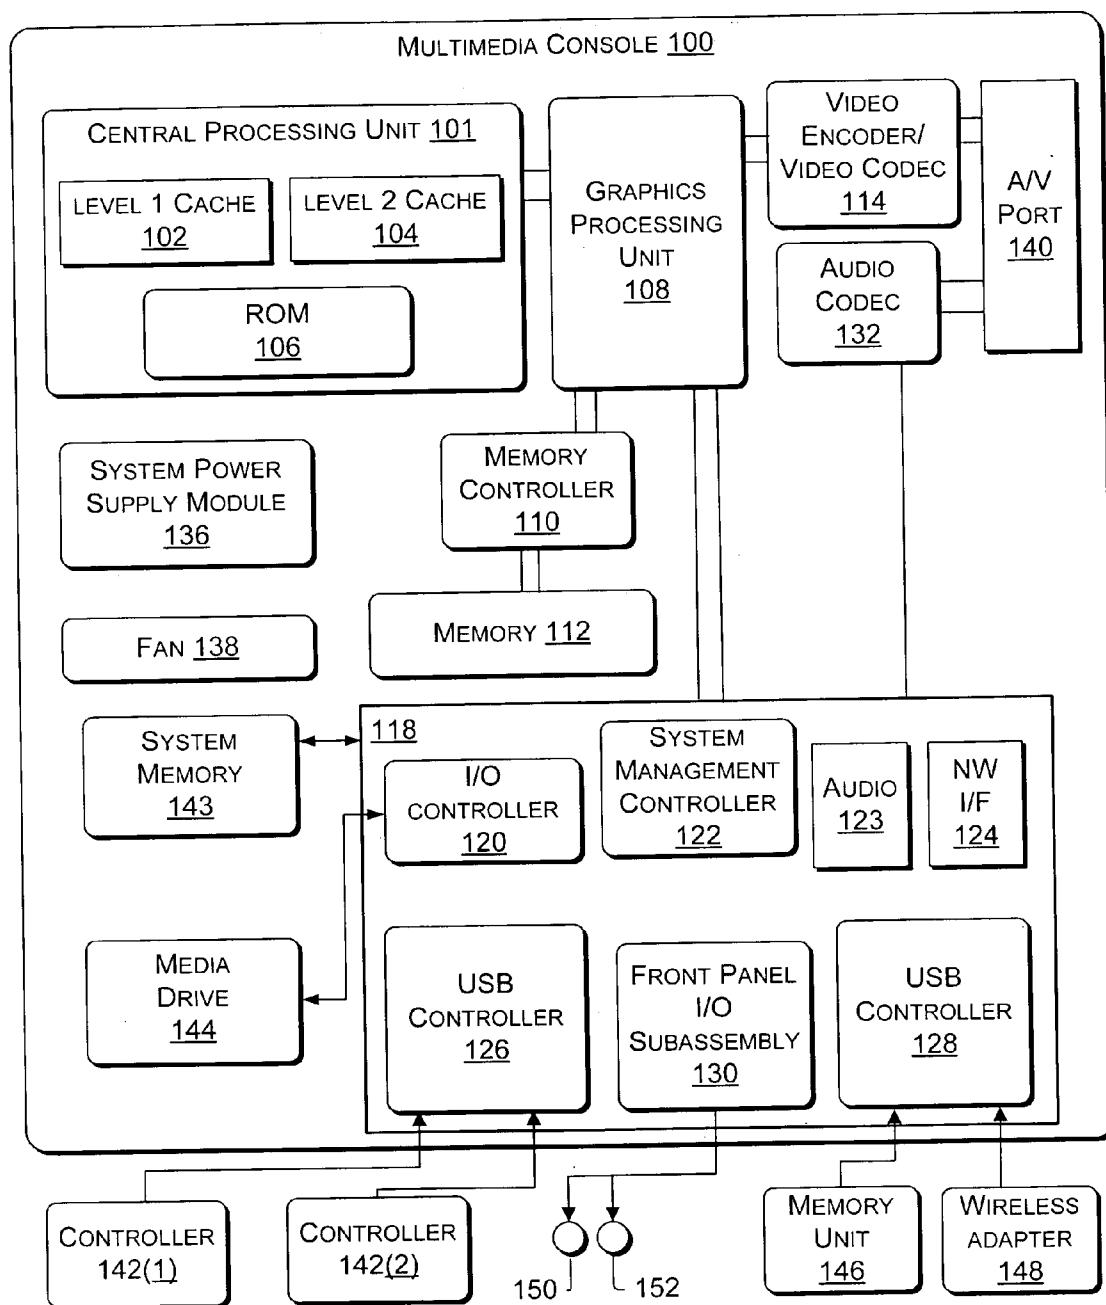 MULTIMEDIA CONSOLE 100
CENTRAL PROCESSING UNIT 101
LEVEL 1 CACHE
102
LEVEL 2 CACHE
104
ROM
106
GRAPHICS
PROCESSING
UNIT
108
VIDEO
ENCODER/
VIDEO CODEC
114
A/V
PORT
140
AUDIO
CODEC
132
SYSTEM POWER
SUPPLY MODULE
136
MEMORY
CONTROLLER
110
FAN 138
MEMORY 112
SYSTEM
MEMORY
143
118
I/O
CONTROLLER
120
SYSTEM
MANAGEMENT
CONTROLLER
122
AUDIO
123
NW
I/F
124
MEDIA
DRIVE
144
USB
CONTROLLER
126
FRONT PANEL
I/O
SUBASSEMBLY
130
USB
CONTROLLER
128
CONTROLLER
142(1)
CONTROLLER
142(2)
150
152
MEMORY
UNIT
146
WIRELESS
ADAPTER
148